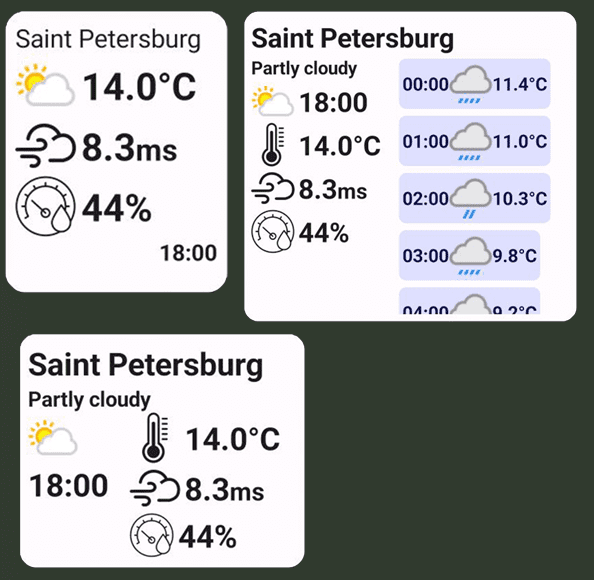 Saint Petersburg
14.0°C
8.3ms
44%
18:00
Saint Petersburg
Partly cloudy
18:00
14.0°C
8.3ms
44%
00:00 11.4°C
01:00 11.0°C
02:00 10.3°C
03:00 9.8°C
04:00 9.2°C
Saint Petersburg
Partly cloudy
14.0°C
18:00
8.3ms
44%